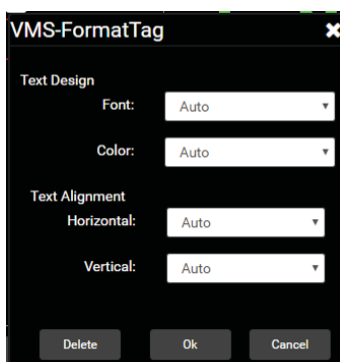 VMS-FormatTag
Text Design
Font: Auto
Color: Auto
Text Alignment
Horizontal: Auto
Vertical: Auto
Delete Ok Cancel